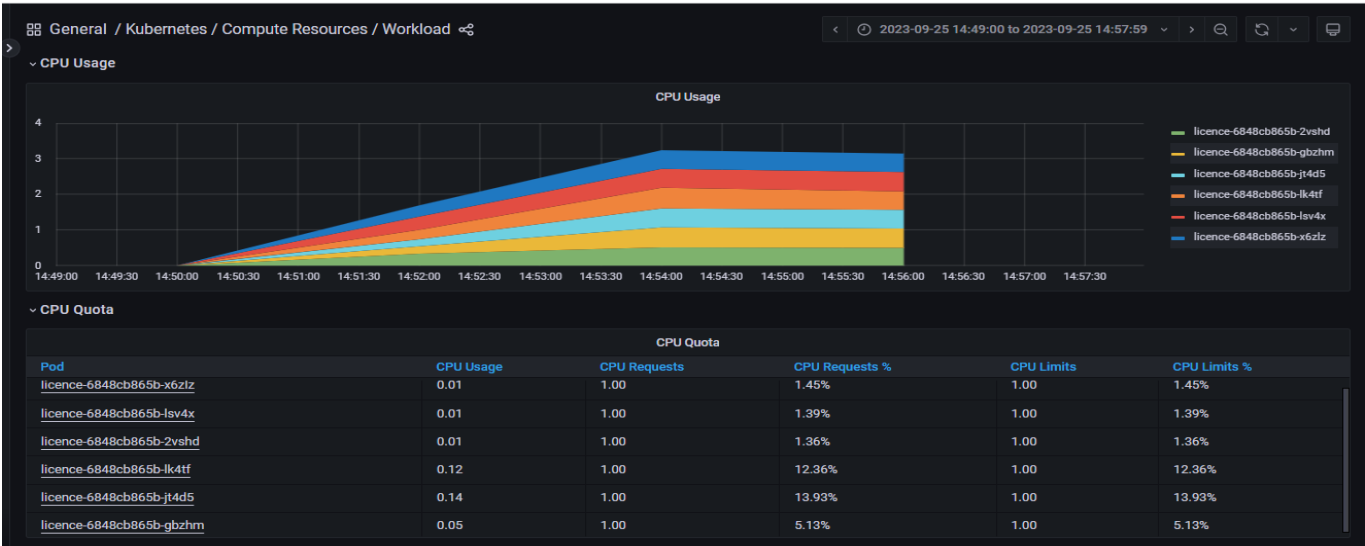 General / Kubernetes / Compute Resources / Workload
2023-09-25 14:49:00 to 2023-09-25 14:57:59
CPU Usage
CPU Usage
4
3
2
1
0
14:49:00 14:49:30 14:50:00 14:50:30 14:51:00 14:51:30 14:52:00 14:52:30 14:53:00 14:53:30 14:54:00 14:54:30 14:55:00 14:55:30 14:56:00 14:56:30 14:57:00 14:57:30
licence-6848cb865b-2vshd
licence-6848cb865b-gbzhm
licence-6848cb865b-jt4d5
licence-6848cb865b-lk4tf
licence-6848cb865b-lsv4x
licence-6848cb865b-x6zlz
CPU Quota
CPU Quota
Pod CPU Usage CPU Requests CPU Requests % CPU Limits CPU Limits %
licence-6848cb865b-x6zlz 0.01 1.00 1.45% 1.00 1.45%
licence-6848cb865b-lsv4x 0.01 1.00 1.39% 1.00 1.39%
licence-6848cb865b-2vshd 0.01 1.00 1.36% 1.00 1.36%
licence-6848cb865b-lk4tf 0.12 1.00 12.36% 1.00 12.36%
licence-6848cb865b-jt4d5 0.14 1.00 13.93% 1.00 13.93%
licence-6848cb865b-gbzhm 0.05 1.00 5.13% 1.00 5.13%